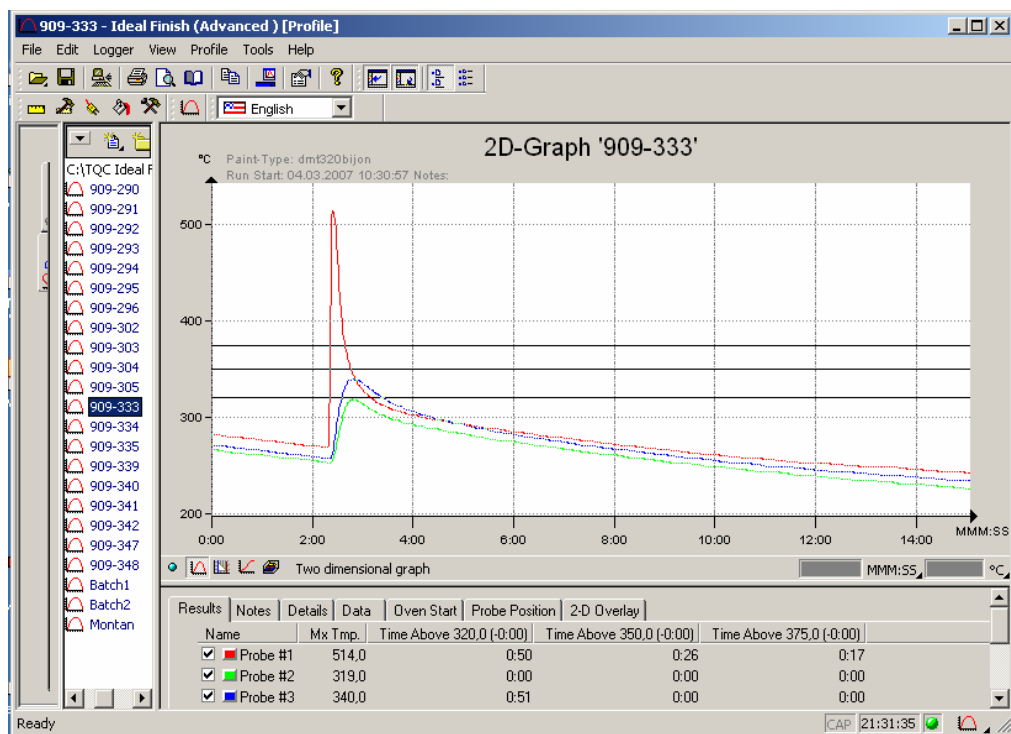 909-333 - Ideal Finish (Advanced ) [Profile]
File Edit Logger View Profile Tools Help
English
C:\TQC Ideal F
909-290
909-291
909-292
909-293
909-294
909-295
909-296
909-302
909-303
909-304
909-305
909-333
909-334
909-335
909-339
909-340
909-341
909-342
909-347
909-348
Batch1
Batch2
Montan
2D-Graph '909-333'
°C Paint-Type: dmt320bijon
Run Start: 04.03.2007 10:30:57 Notes:
500
400
300
200
0:00 2:00 4:00 6:00 8:00 10:00 12:00 14:00 MMM:SS
Two dimensional graph MMM:SS °C
Results Notes Details Data Oven Start Probe Position 2-D Overlay
Name Mx Tmp. Time Above 320,0 (-0:00) Time Above 350,0 (-0:00) Time Above 375,0 (-0:00)
Probe #1 514,0 0:50 0:26 0:17
Probe #2 319,0 0:00 0:00 0:00
Probe #3 340,0 0:51 0:00 0:00
Ready CAP 21:31:35